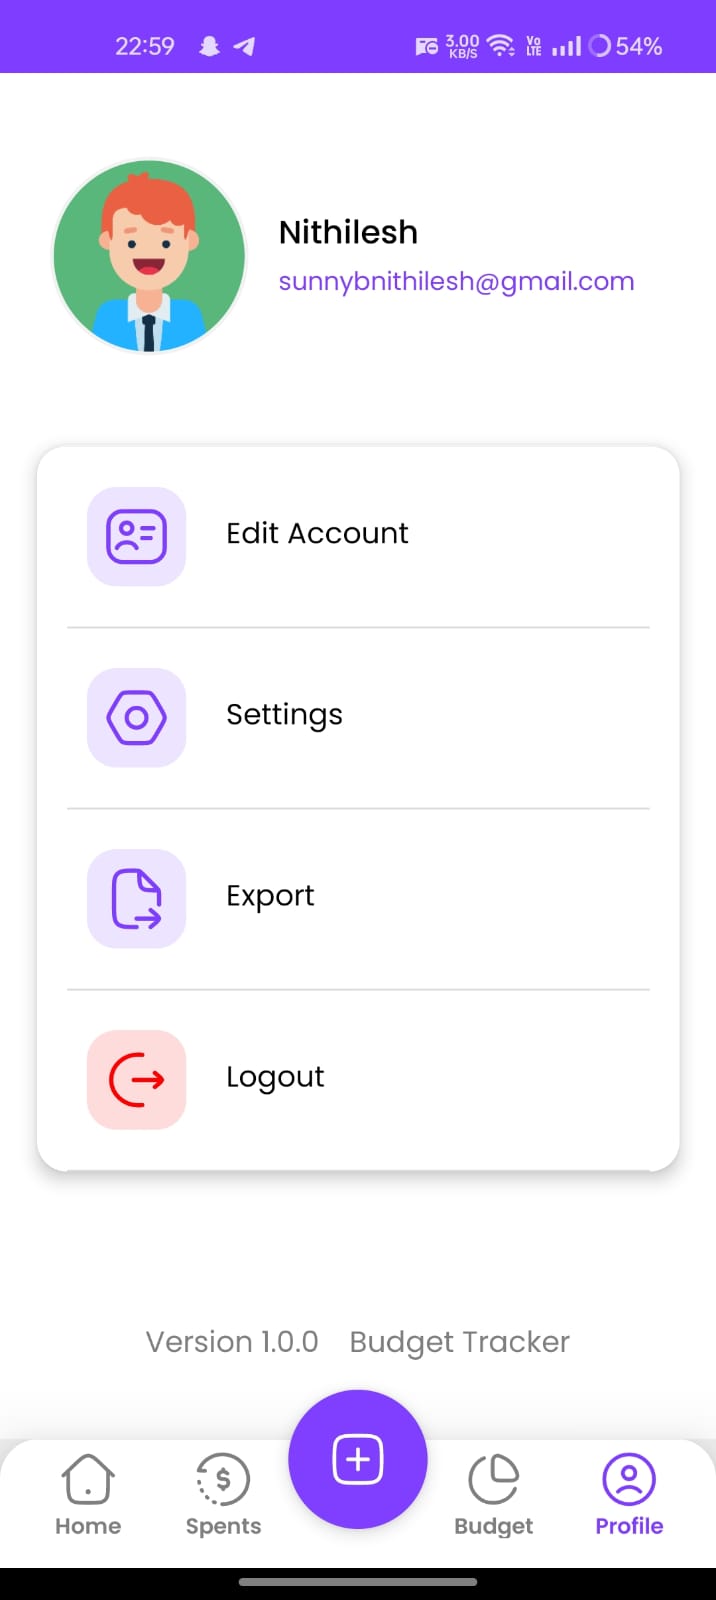 22:59 3.00 KB/S Vo LTE 54%
Nithilesh
sunnybnithilesh@gmail.com
Edit Account
Settings
Export
Logout
Version 1.0.0 Budget Tracker
Home Spents Budget Profile